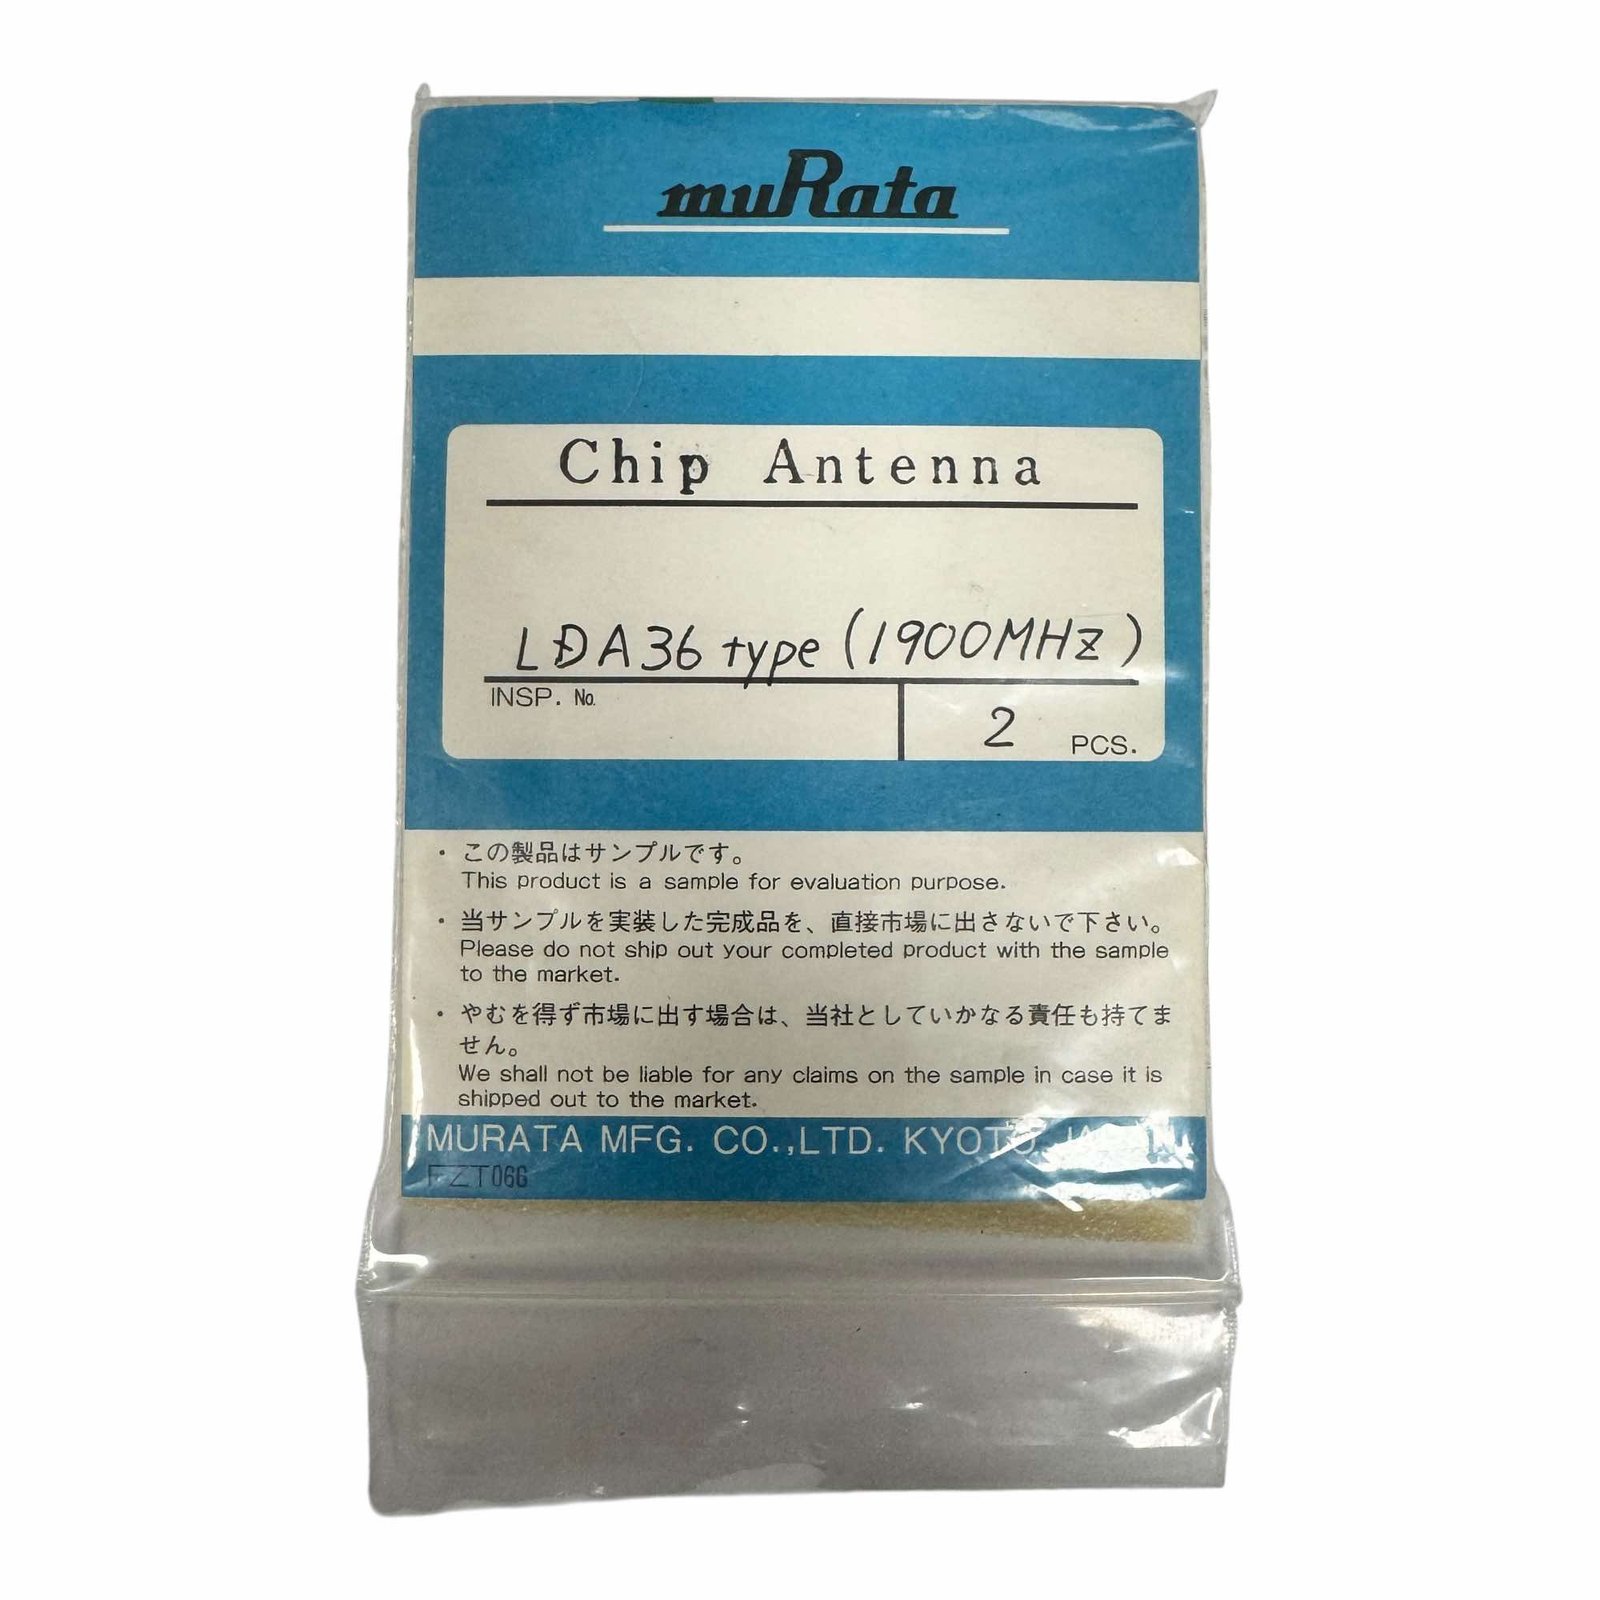 muRata
Chip Antenna
LDA36 type (1900MHz)
INSP. No.
2 PCS.
・この製品はサンプルです。
This product is a sample for evaluation purpose.
・当サンプルを実装した完成品を、直接市場に出さないで下さい。
Please do not ship out your completed product with the sample
to the market.
・やむを得ず市場に出す場合は、当社としていかなる責任も持てま
せん。
We shall not be liable for any claims on the sample in case it is
shipped out to the market.
MURATA MFG. CO.,LTD. KYOTO JAPAN
FZT066